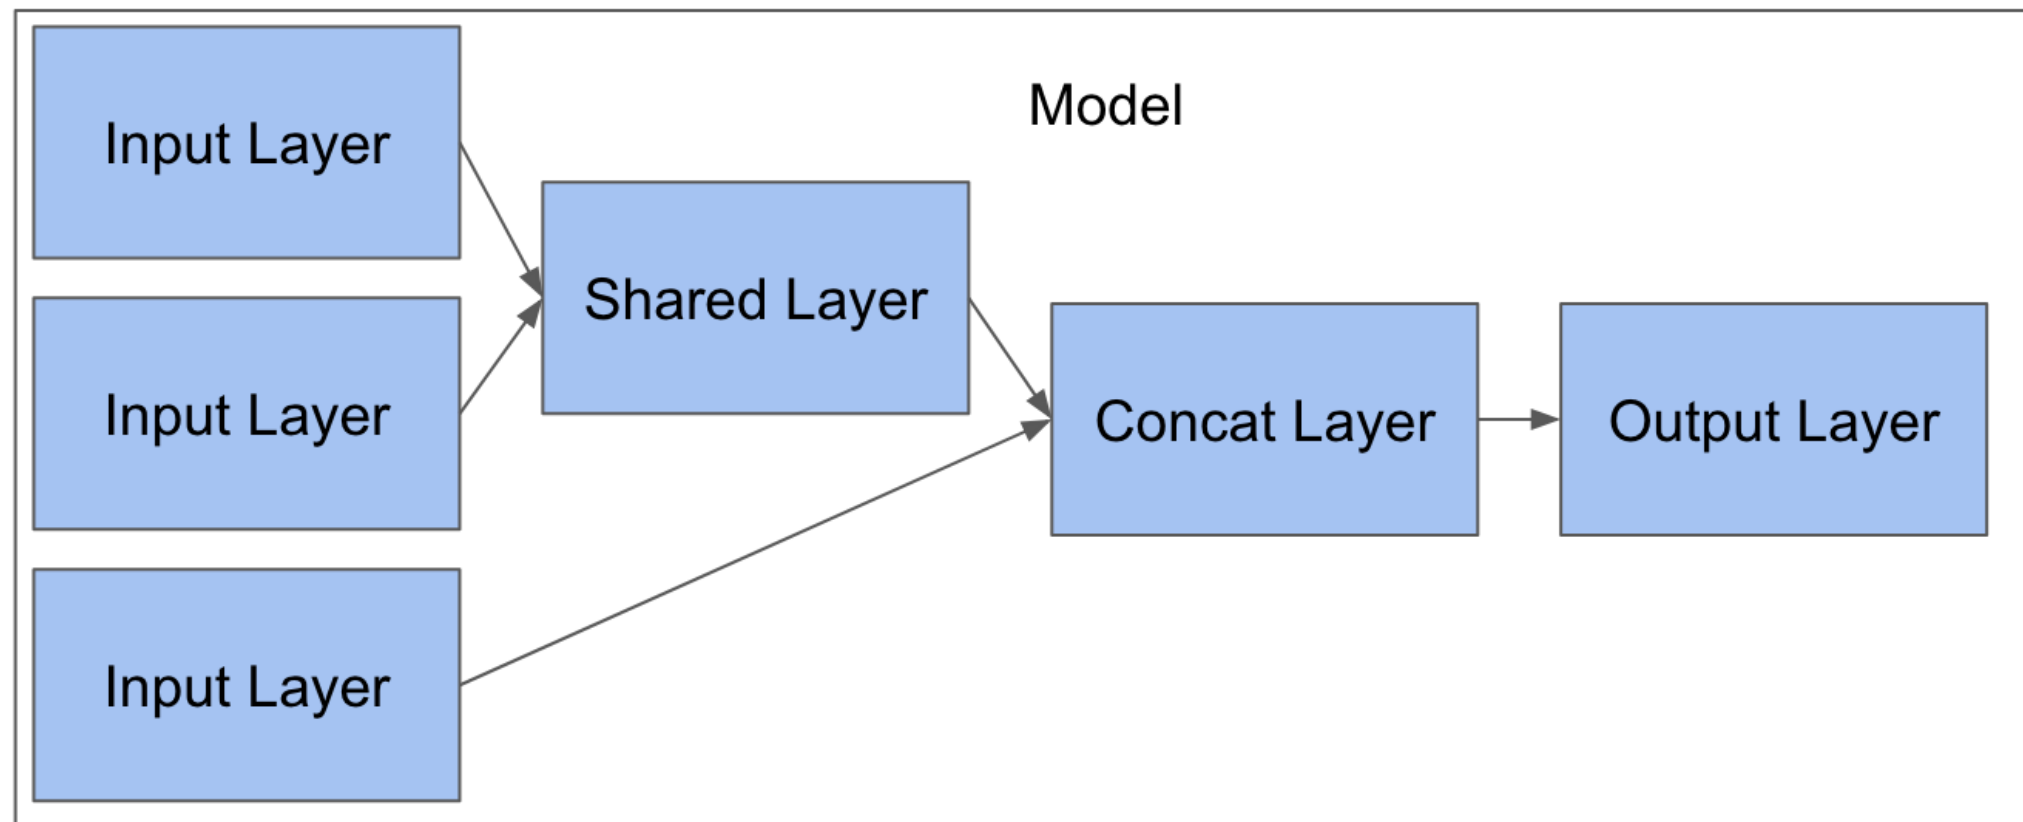 Model
Input Layer
Input Layer
Input Layer
Shared Layer
Concat Layer
Output Layer